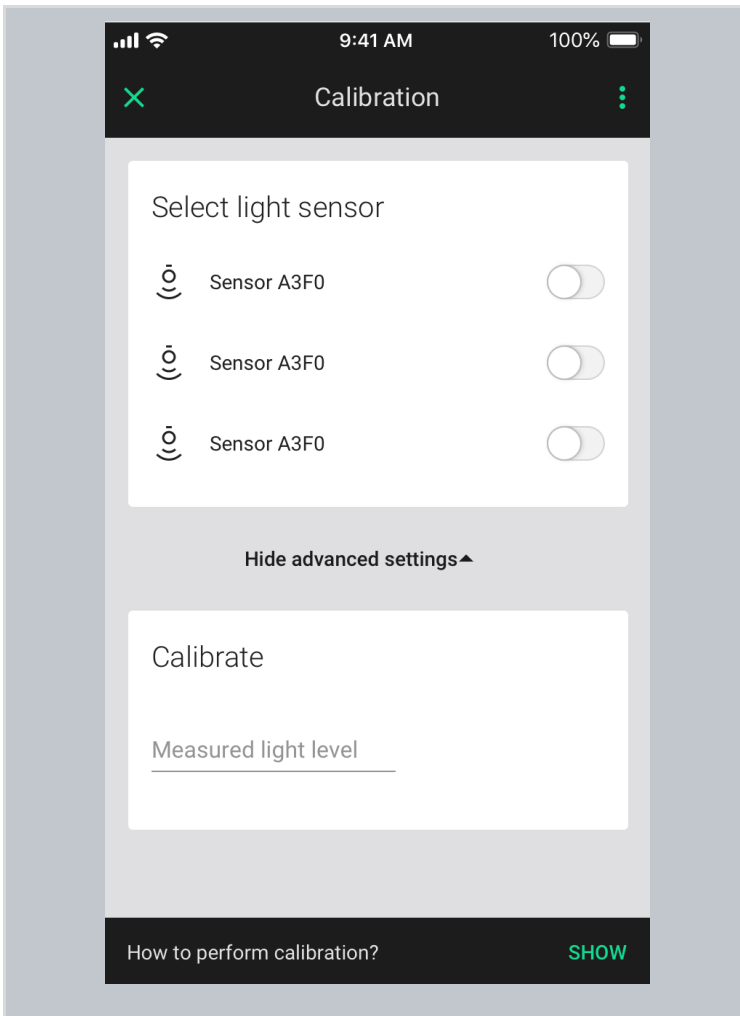 9:41 AM
100%
Calibration
Select light sensor
Sensor A3F0
Sensor A3F0
Sensor A3F0
Hide advanced settings
Calibrate
Measured light level
How to perform calibration?
SHOW